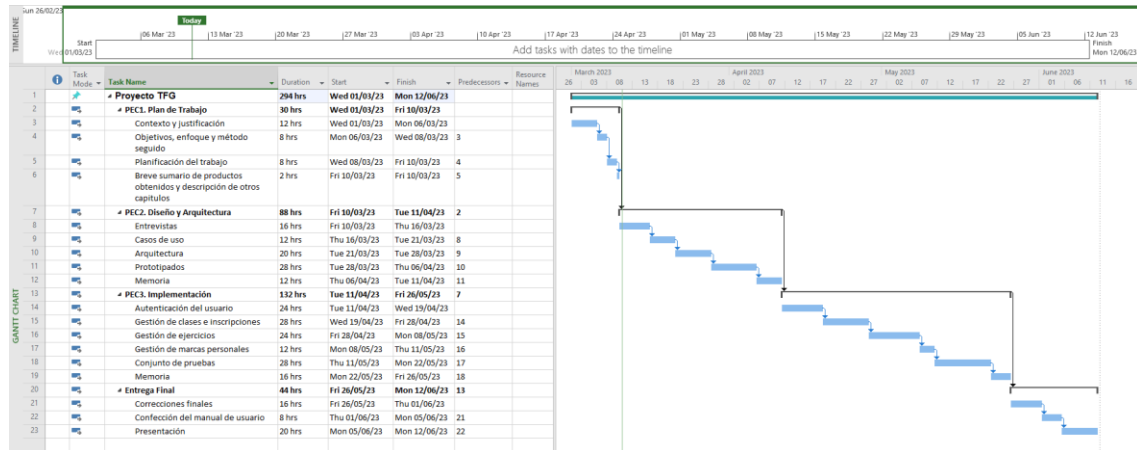 Sun 26/02/23
Today
06 Mar '23 13 Mar '23 20 Mar '23 27 Mar '23 03 Apr '23 10 Apr '23 17 Apr '23 24 Apr '23 01 May '23 08 May '23 15 May '23 22 May '23 29 May '23 05 Jun '23 12 Jun '23
TIMELINE
Start
Wed 01/03/23
Add tasks with dates to the timeline
Finish
Mon 12/06/23
GANTT CHART
Task Mode Task Name Duration Start Finish Predecessors Resource Names
March 2023 April 2023 May 2023 June 2023
26 03 08 13 18 23 28 02 07 12 17 22 27 02 07 12 17 22 27 01 06 11 16
1 Proyecto TFG 294 hrs Wed 01/03/23 Mon 12/06/23
2 PEC1. Plan de Trabajo 30 hrs Wed 01/03/23 Fri 10/03/23
3 Contexto y justificación 12 hrs Wed 01/03/23 Mon 06/03/23
4 Objetivos, enfoque y método 8 hrs Mon 06/03/23 Wed 08/03/23 3
seguido
5 Planificación del trabajo 8 hrs Wed 08/03/23 Fri 10/03/23 4
6 Breve sumario de productos 2 hrs Fri 10/03/23 Fri 10/03/23 5
obtenidos y descripción de otros
capitulos
7 PEC2. Diseño y Arquitectura 88 hrs Fri 10/03/23 Tue 11/04/23 2
8 Entrevistas 16 hrs Fri 10/03/23 Thu 16/03/23
9 Casos de uso 12 hrs Thu 16/03/23 Tue 21/03/23 8
10 Arquitectura 20 hrs Tue 21/03/23 Tue 28/03/23 9
11 Prototipados 28 hrs Tue 28/03/23 Thu 06/04/23 10
12 Memoria 12 hrs Thu 06/04/23 Tue 11/04/23 11
13 PEC3. Implementación 132 hrs Tue 11/04/23 Fri 26/05/23 7
14 Autenticación del usuario 24 hrs Tue 11/04/23 Wed 19/04/23
15 Gestión de clases e inscripciones 28 hrs Wed 19/04/23 Fri 28/04/23 14
16 Gestión de ejercicios 24 hrs Fri 28/04/23 Mon 08/05/23 15
17 Gestión de marcas personales 12 hrs Mon 08/05/23 Thu 11/05/23 16
18 Conjunto de pruebas 28 hrs Thu 11/05/23 Mon 22/05/23 17
19 Memoria 16 hrs Mon 22/05/23 Fri 26/05/23 18
20 Entrega Final 44 hrs Fri 26/05/23 Mon 12/06/23 13
21 Correcciones finales 16 hrs Fri 26/05/23 Thu 01/06/23
22 Confección del manual de usuario 8 hrs Thu 01/06/23 Mon 05/06/23 21
23 Presentación 20 hrs Mon 05/06/23 Mon 12/06/23 22